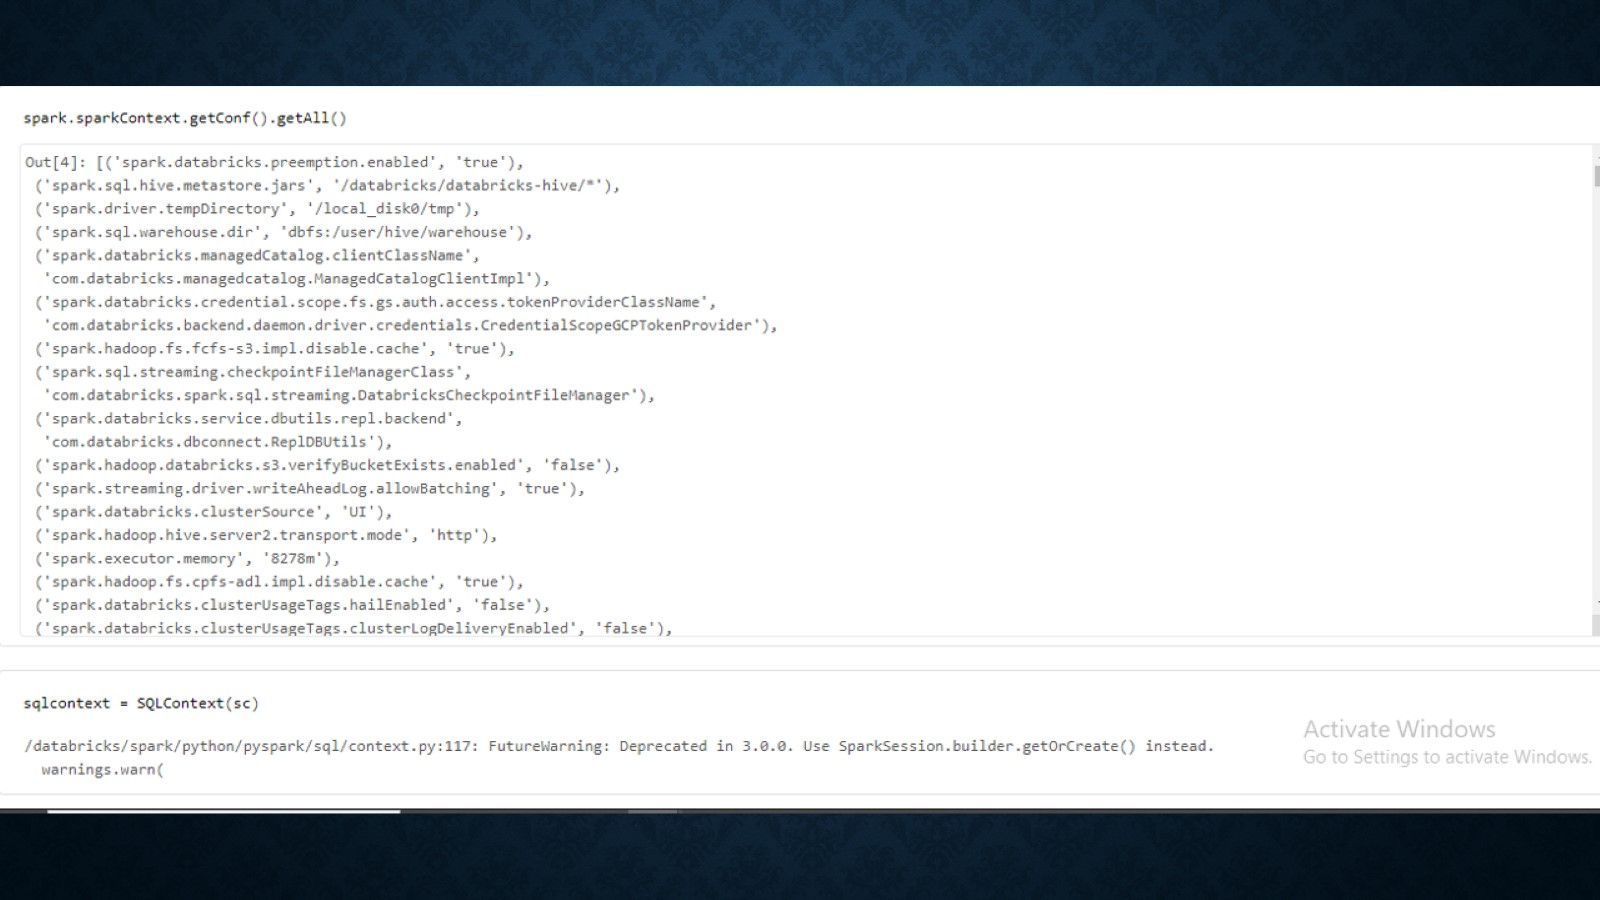 spark.sparkContext.getConf().getAll()
Out[4]: [('spark.databricks.preemption.enabled', 'true'),
('spark.sql.hive.metastore.jars', '/databricks/databricks-hive/*'),
('spark.driver.tempDirectory', '/local_disk0/tmp'),
('spark.sql.warehouse.dir', 'dbfs:/user/hive/warehouse'),
('spark.databricks.managedCatalog.clientClassName',
'com.databricks.managedcatalog.ManagedCatalogClientImpl'),
('spark.databricks.credential.scope.fs.gs.auth.access.tokenProviderClassName',
'com.databricks.backend.daemon.driver.credentials.CredentialScopeGCPTokenProvider'),
('spark.hadoop.fs.fcfs-s3.impl.disable.cache', 'true'),
('spark.sql.streaming.checkpointFileManagerClass',
'com.databricks.spark.sql.streaming.DatabricksCheckpointFileManager'),
('spark.databricks.service.dbutils.repl.backend',
'com.databricks.dbconnect.ReplDBUtils'),
('spark.hadoop.databricks.s3.verifyBucketExists.enabled', 'false'),
('spark.streaming.driver.writeAheadLog.allowBatching', 'true'),
('spark.databricks.clusterSource', 'UI'),
('spark.hadoop.hive.server2.transport.mode', 'http'),
('spark.executor.memory', '8278m'),
('spark.hadoop.fs.cpfs-adl.impl.disable.cache', 'true'),
('spark.databricks.clusterUsageTags.hailEnabled', 'false'),
('spark.databricks.clusterUsageTags.clusterLogDeliveryEnabled', 'false'),
sqlcontext = SQLContext(sc)
/databricks/spark/python/pyspark/sql/context.py:117: FutureWarning: Deprecated in 3.0.0. Use SparkSession.builder.getOrCreate() instead.
warnings.warn(
Activate Windows
Go to Settings to activate Windows.